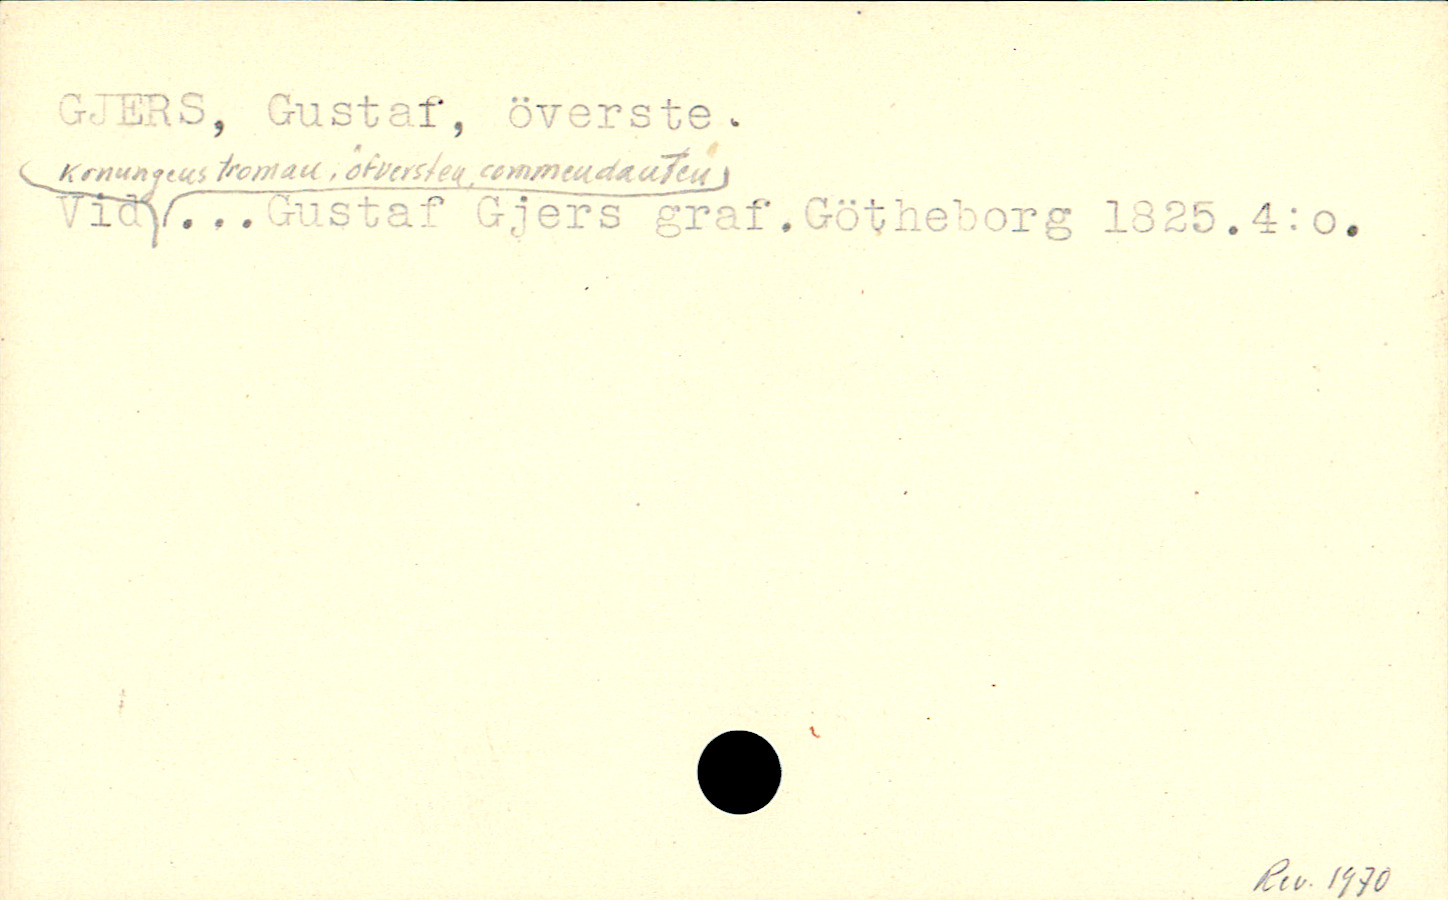 GJERS, Gustaf, överste.
Konungens troman, öfversten, commendanten
Vid ... Gustaf Gjers graf. Götheborg 1825. 4:o.
Rev. 1970